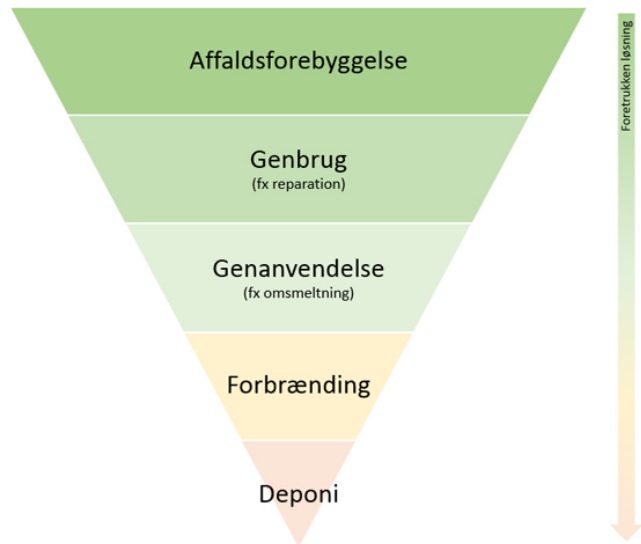 Affaldsforebyggelse
Genbrug
(fx reparation)
Genanvendelse
(fx omsmeltning)
Forbrænding
Deponi
Foretrukken løsning